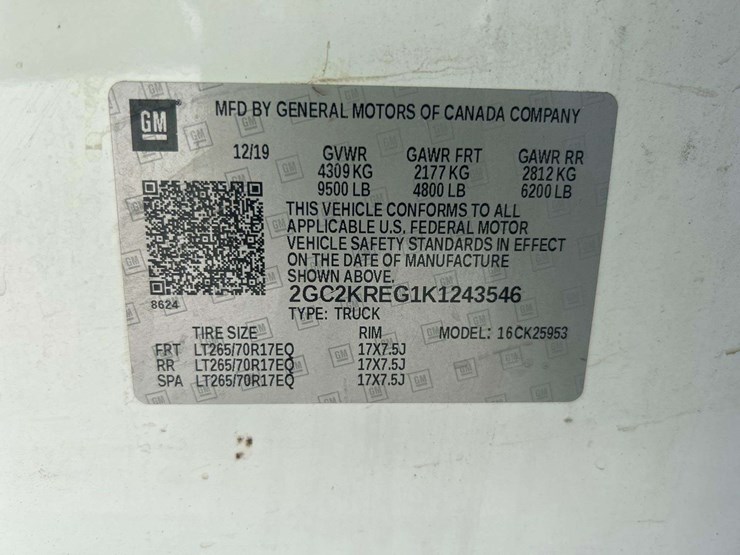 GM
MFD BY GENERAL MOTORS OF CANADA COMPANY
12/19 GVWR GAWR FRT GAWR RR
4309 KG 2177 KG 2812 KG
9500 LB 4800 LB 6200 LB
THIS VEHICLE CONFORMS TO ALL
APPLICABLE U.S. FEDERAL MOTOR
VEHICLE SAFETY STANDARDS IN EFFECT
ON THE DATE OF MANUFACTURE
SHOWN ABOVE.
8624
2GC2KREG1K1243546
TYPE: TRUCK
TIRE SIZE RIM MODEL: 16CK25953
FRT LT265/70R17EQ 17X7.5J
RR LT265/70R17EQ 17X7.5J
SPA LT265/70R17EQ 17X7.5J